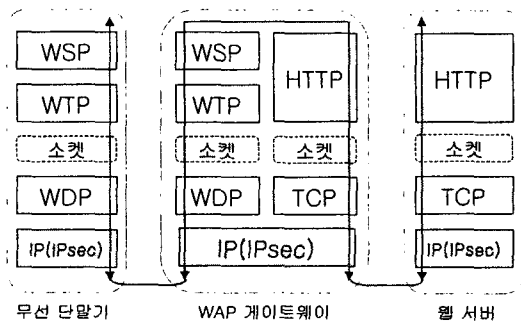 WSP
WTP
소켓
WDP
IP(IPsec)
무선 단말기
WSP
WTP
소켓
WDP
HTTP
소켓
TCP
IP(IPsec)
WAP 게이트웨이
HTTP
소켓
TCP
IP(IPsec)
웹 서버